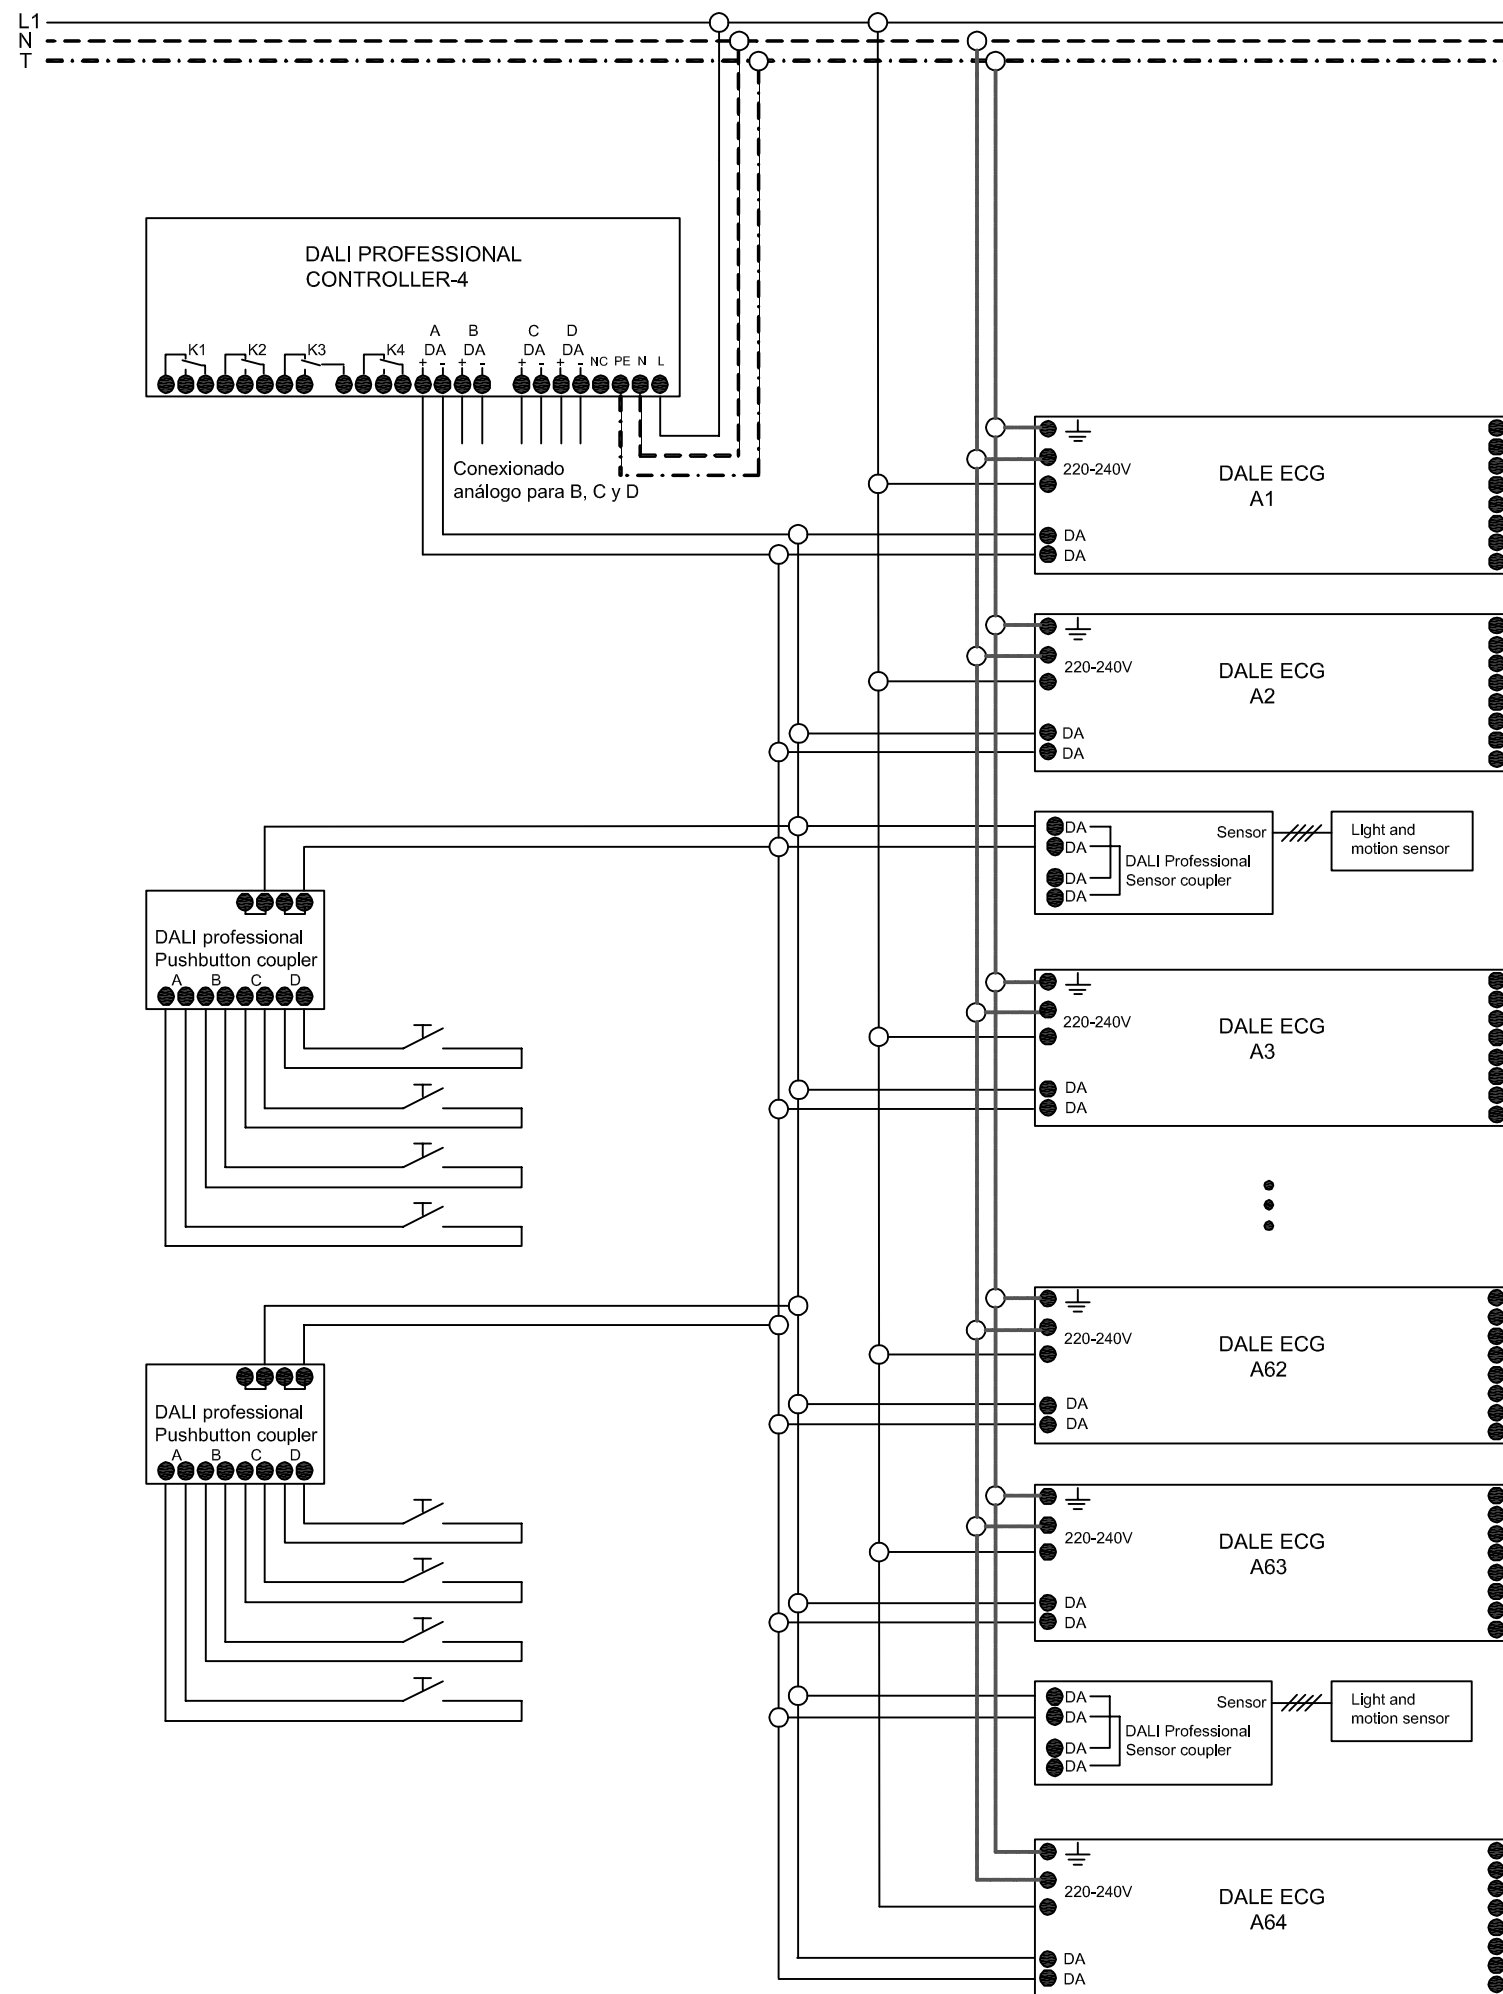 L1
N
T
DALI PROFESSIONAL
CONTROLLER-4
A B C D
K1 K2 K3 K4 DA DA DA DA
+ - + - + - + - NC PE N L
Conexionado
análogo para B, C y D
220-240V
DALE ECG
A1
DA
DA
220-240V
DALE ECG
A2
DA
DA
DA
DA
DA
DA
Sensor
DALI Professional
Sensor coupler
Light and
motion sensor
DALI professional
Pushbutton coupler
A B C D
220-240V
DALE ECG
A3
DA
DA
220-240V
DALE ECG
A62
DA
DA
DALI professional
Pushbutton coupler
A B C D
220-240V
DALE ECG
A63
DA
DA
DA
DA
DA
DA
Sensor
DALI Professional
Sensor coupler
Light and
motion sensor
220-240V
DALE ECG
A64
DA
DA